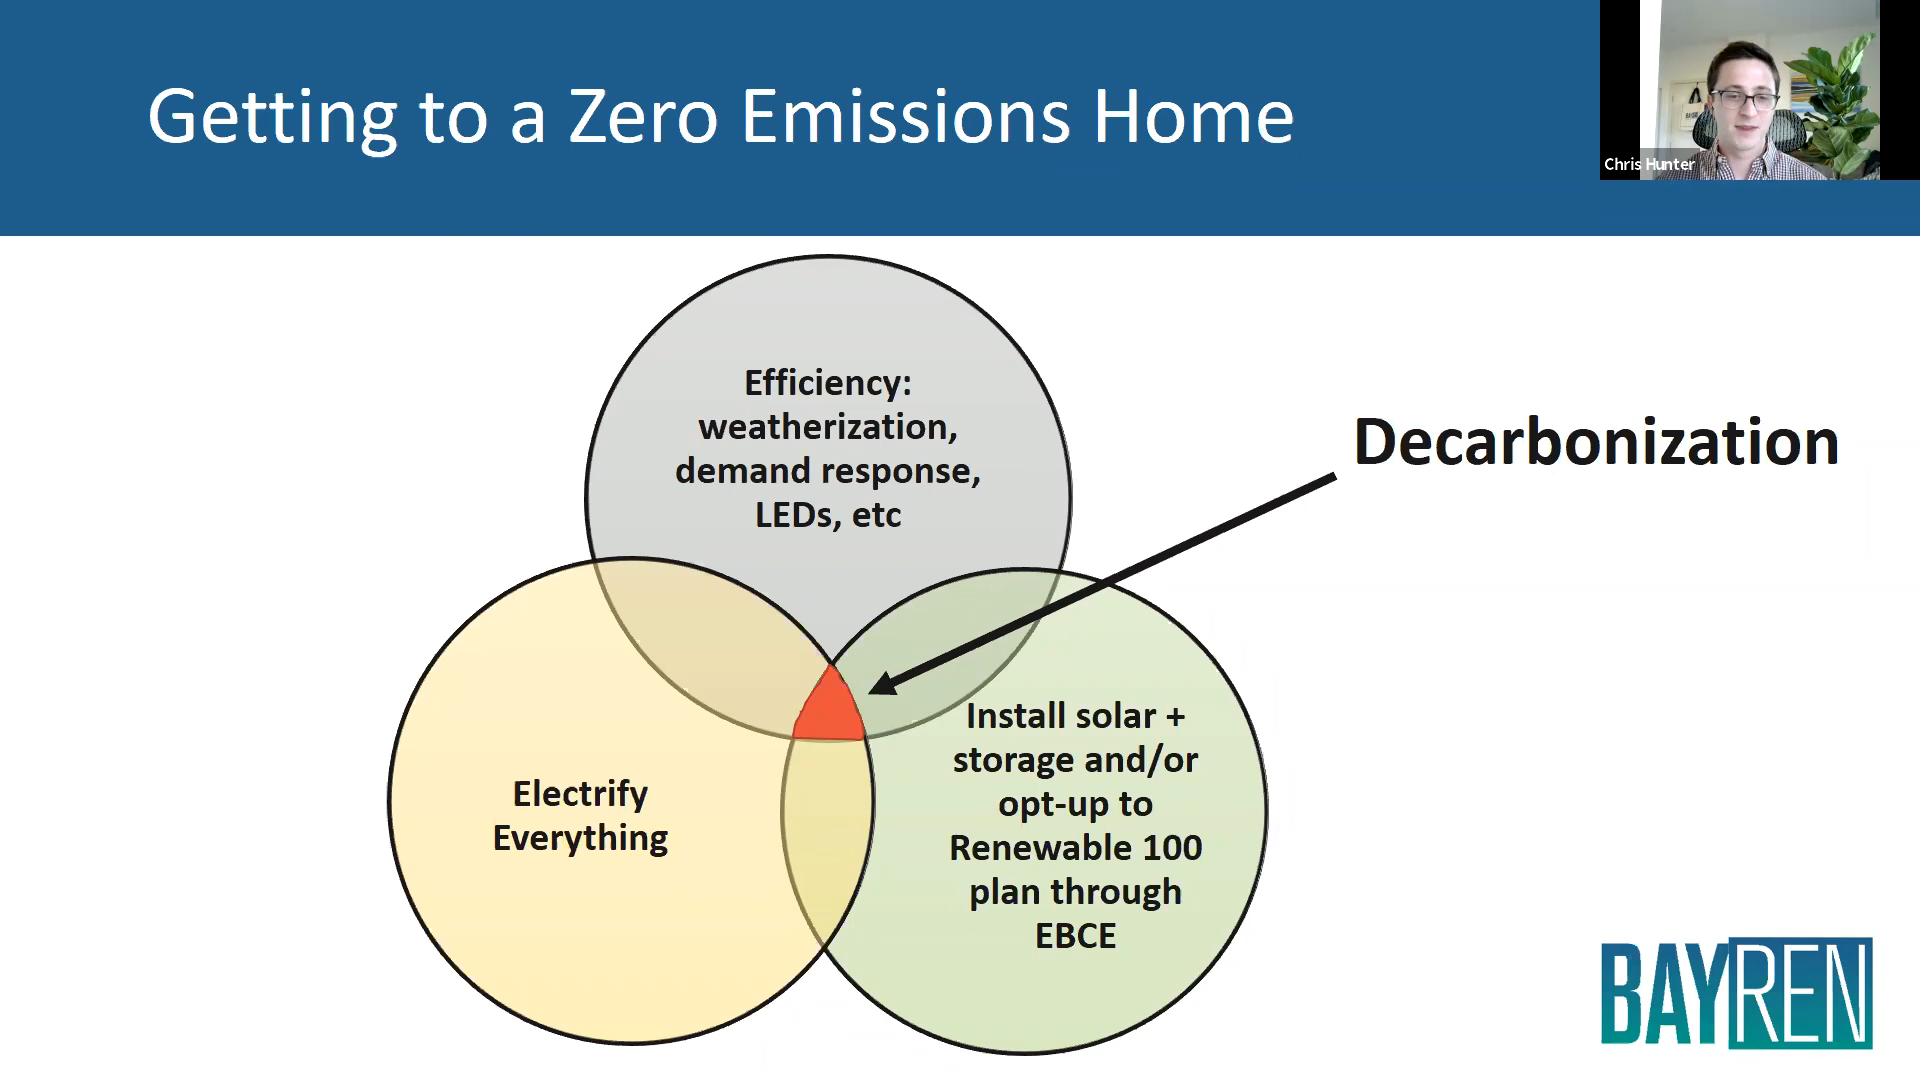 Getting to a Zero Emissions Home
Chris Hunter
Efficiency:
weatherization,
demand response,
LEDs, etc
Decarbonization
Electrify
Everything
Install solar +
storage and/or
opt-up to
Renewable 100
plan through
EBCE
BAYREN